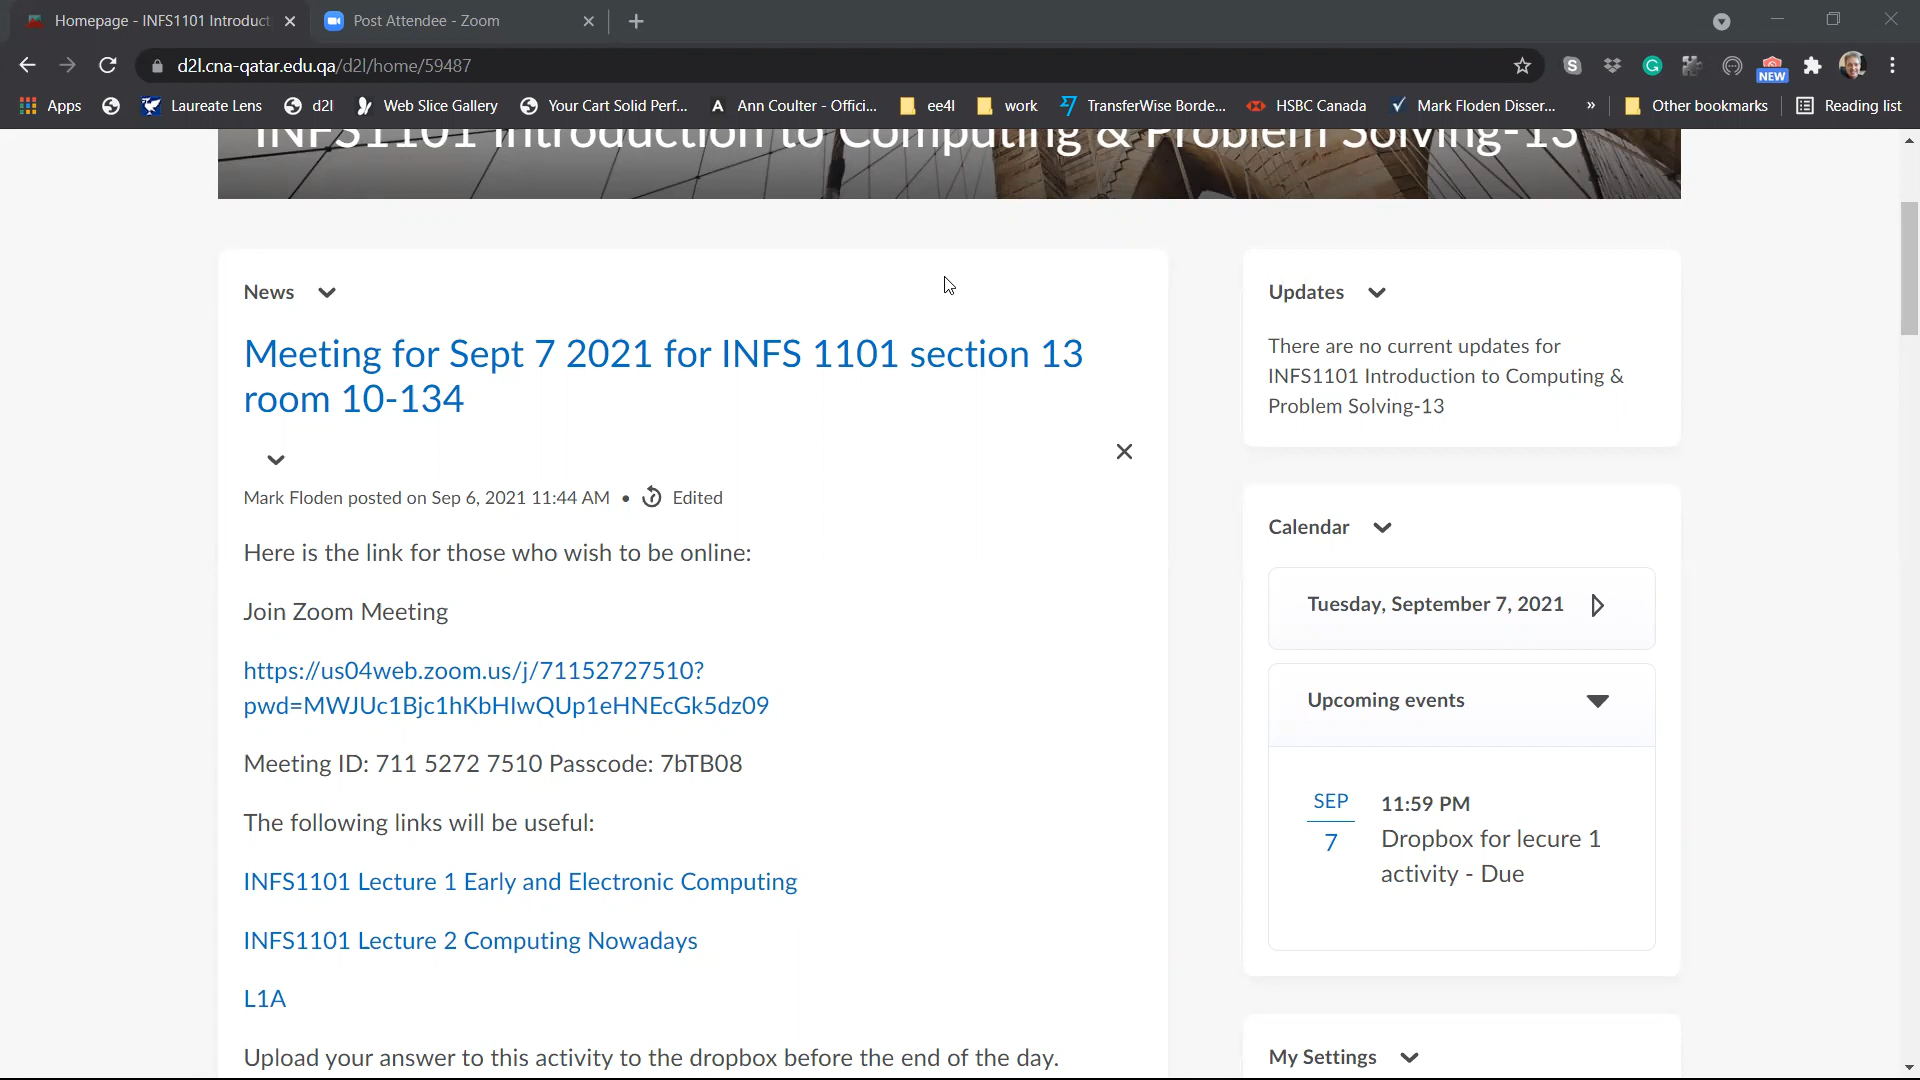 Homepage - INFS1101 Introduct
Post Attendee - Zoom
d2l.cna-qatar.edu.qa/d2l/home/59487
NEW
Apps
Laureate Lens
d2l
Web Slice Gallery
Your Cart Solid Perf...
Ann Coulter - Offici...
ee4l
work
TransferWise Borde...
HSBC Canada
Mark Floden Disser...
»
Other bookmarks
Reading list
INFS1101 Introduction to Computing & Problem Solving-13
News
Meeting for Sept 7 2021 for INFS 1101 section 13
room 10-134
Mark Floden posted on Sep 6, 2021 11:44 AM • Edited
Here is the link for those who wish to be online:
Join Zoom Meeting
https://us04web.zoom.us/j/71152727510?
pwd=MWJUc1Bjc1hKbHIwQUp1eHNEcGk5dz09
Meeting ID: 711 5272 7510 Passcode: 7bTB08
The following links will be useful:
INFS1101 Lecture 1 Early and Electronic Computing
INFS1101 Lecture 2 Computing Nowadays
L1A
Upload your answer to this activity to the dropbox before the end of the day.
Updates
There are no current updates for
INFS1101 Introduction to Computing &
Problem Solving-13
Calendar
Tuesday, September 7, 2021
Upcoming events
SEP
7
11:59 PM
Dropbox for lecure 1
activity - Due
My Settings